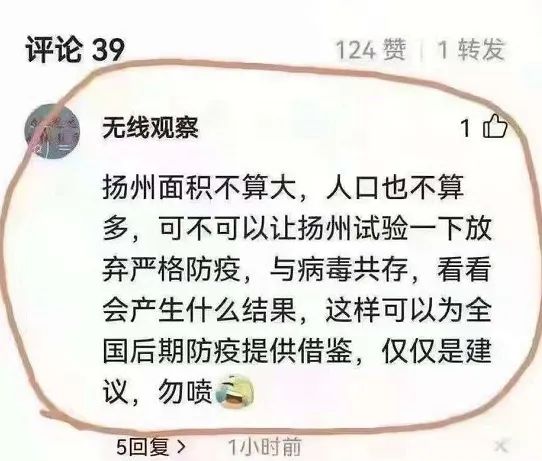 评论 39 124 赞 1 转发
无线观察 1
扬州面积不算大，人口也不算
多，可不可以让扬州试验一下放
弃严格防疫，与病毒共存，看看
会产生什么结果，这样可以为全
国后期防疫提供借鉴，仅仅是建
议，勿喷
5回复 > 1小时前